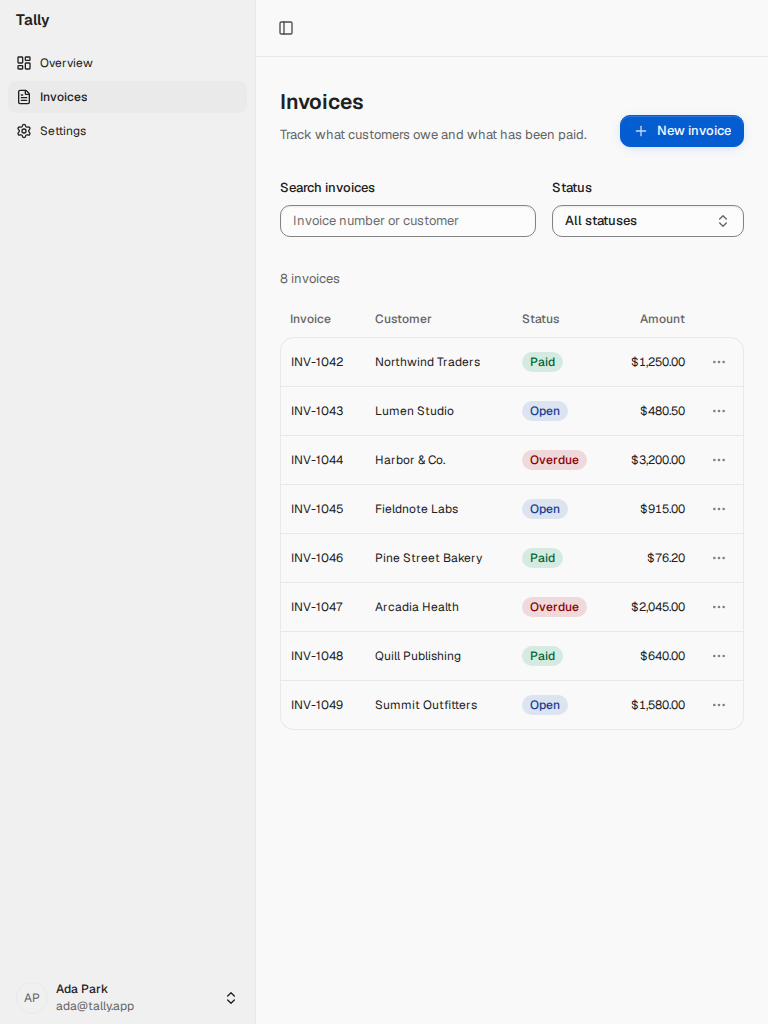 Tally
Overview
Invoices
Settings
Invoices
Track what customers owe and what has been paid.
New invoice
Search invoices
Status
Invoice number or customer
All statuses
8 invoices
Invoice Customer Status Amount
INV-1042 Northwind Traders Paid $1,250.00
INV-1043 Lumen Studio Open $480.50
INV-1044 Harbor & Co. Overdue $3,200.00
INV-1045 Fieldnote Labs Open $915.00
INV-1046 Pine Street Bakery Paid $76.20
INV-1047 Arcadia Health Overdue $2,045.00
INV-1048 Quill Publishing Paid $640.00
INV-1049 Summit Outfitters Open $1,580.00
AP
Ada Park
ada@tally.app